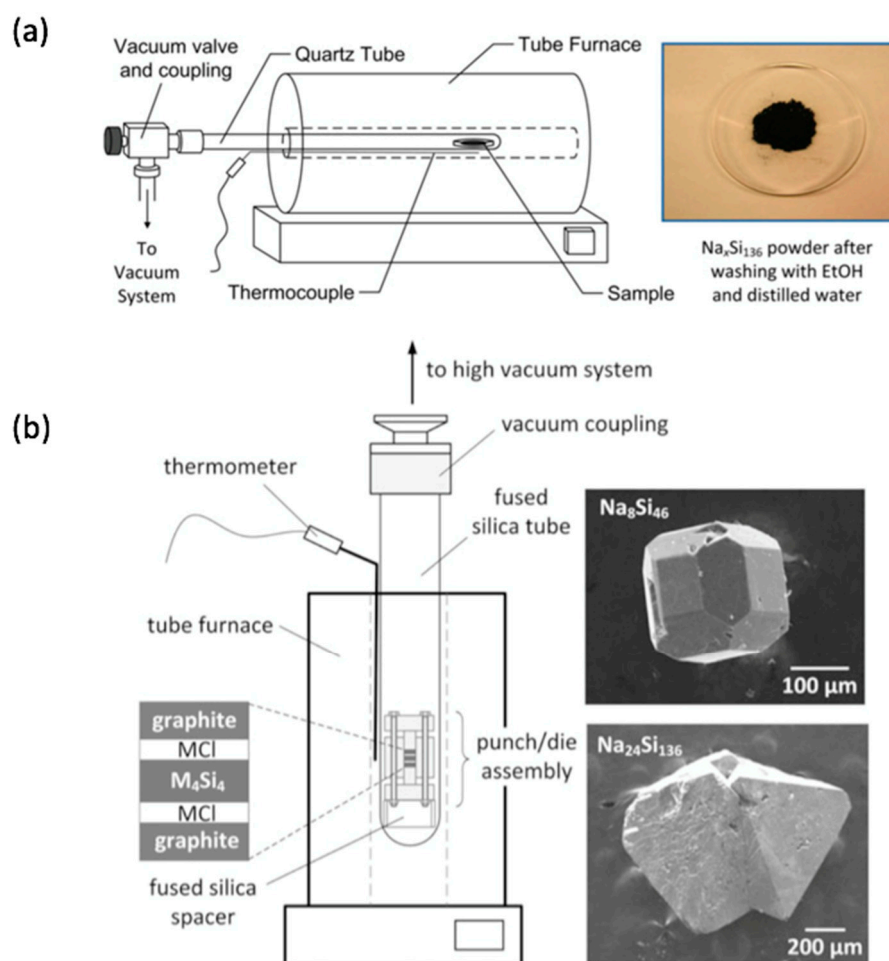 (a)
Vacuum valve
and coupling
Quartz Tube
Tube Furnace
To
Vacuum
System
Thermocouple
Sample
NaₓSi₁₃₆ powder after
washing with EtOH
and distilled water
(b)
to high vacuum system
vacuum coupling
thermometer
fused
silica tube
tube furnace
graphite
MCl
M₄Si₄
MCl
graphite
punch/die
assembly
fused silica
spacer
Na₈Si₄₆
100 µm
Na₂₄Si₁₃₆
200 µm